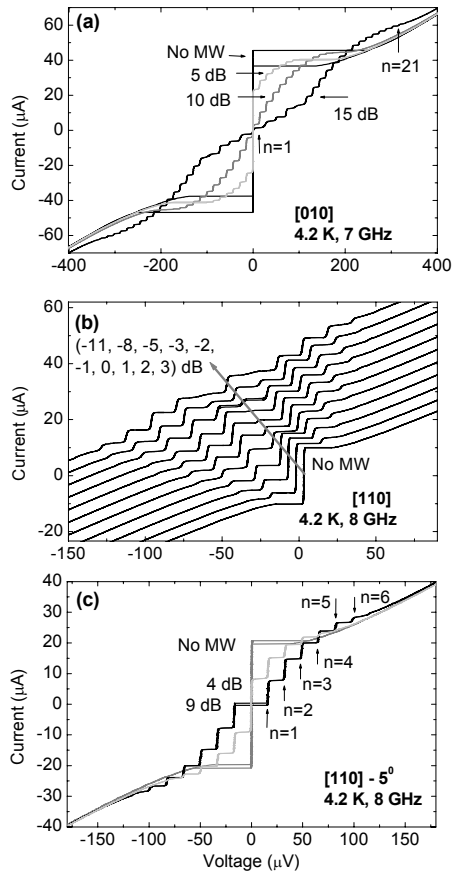 (a)
No MW
5 dB
10 dB
15 dB
n=1
n=21
[010]
4.2 K, 7 GHz
Current (μA)
60
40
20
0
-20
-40
-60
-400 -200 0 200 400
(b)
(-11, -8, -5, -3, -2,
-1, 0, 1, 2, 3) dB
No MW
[110]
4.2 K, 8 GHz
Current (μA)
60
40
20
0
-20
-150 -100 -50 0 50
(c)
No MW
4 dB
9 dB
n=5
n=6
n=4
n=3
n=2
n=1
[110] - 5⁰
4.2 K, 8 GHz
Current (μA)
40
30
20
10
0
-10
-20
-30
-40
-150 -100 -50 0 50 100 150
Voltage (μV)